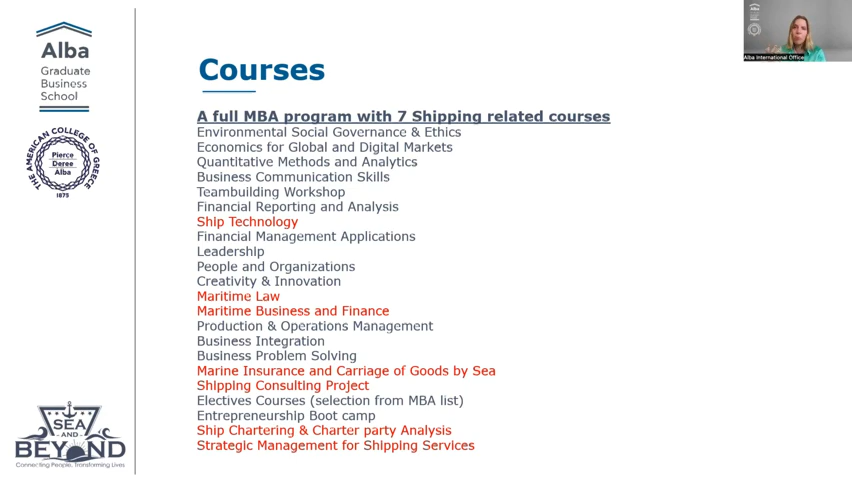 Alba
Graduate
Business
School
THE AMERICAN COLLEGE OF GREECE
Pierce
Deree
Alba
1875
SEA
AND
BEYOND
Connecting People, Transforming Lives
Courses
A full MBA program with 7 Shipping related courses
Environmental Social Governance & Ethics
Economics for Global and Digital Markets
Quantitative Methods and Analytics
Business Communication Skills
Teambuilding Workshop
Financial Reporting and Analysis
Ship Technology
Financial Management Applications
Leadership
People and Organizations
Creativity & Innovation
Maritime Law
Maritime Business and Finance
Production & Operations Management
Business Integration
Business Problem Solving
Marine Insurance and Carriage of Goods by Sea
Shipping Consulting Project
Electives Courses (selection from MBA list)
Entrepreneurship Boot camp
Ship Chartering & Charter party Analysis
Strategic Management for Shipping Services
Alba International Office